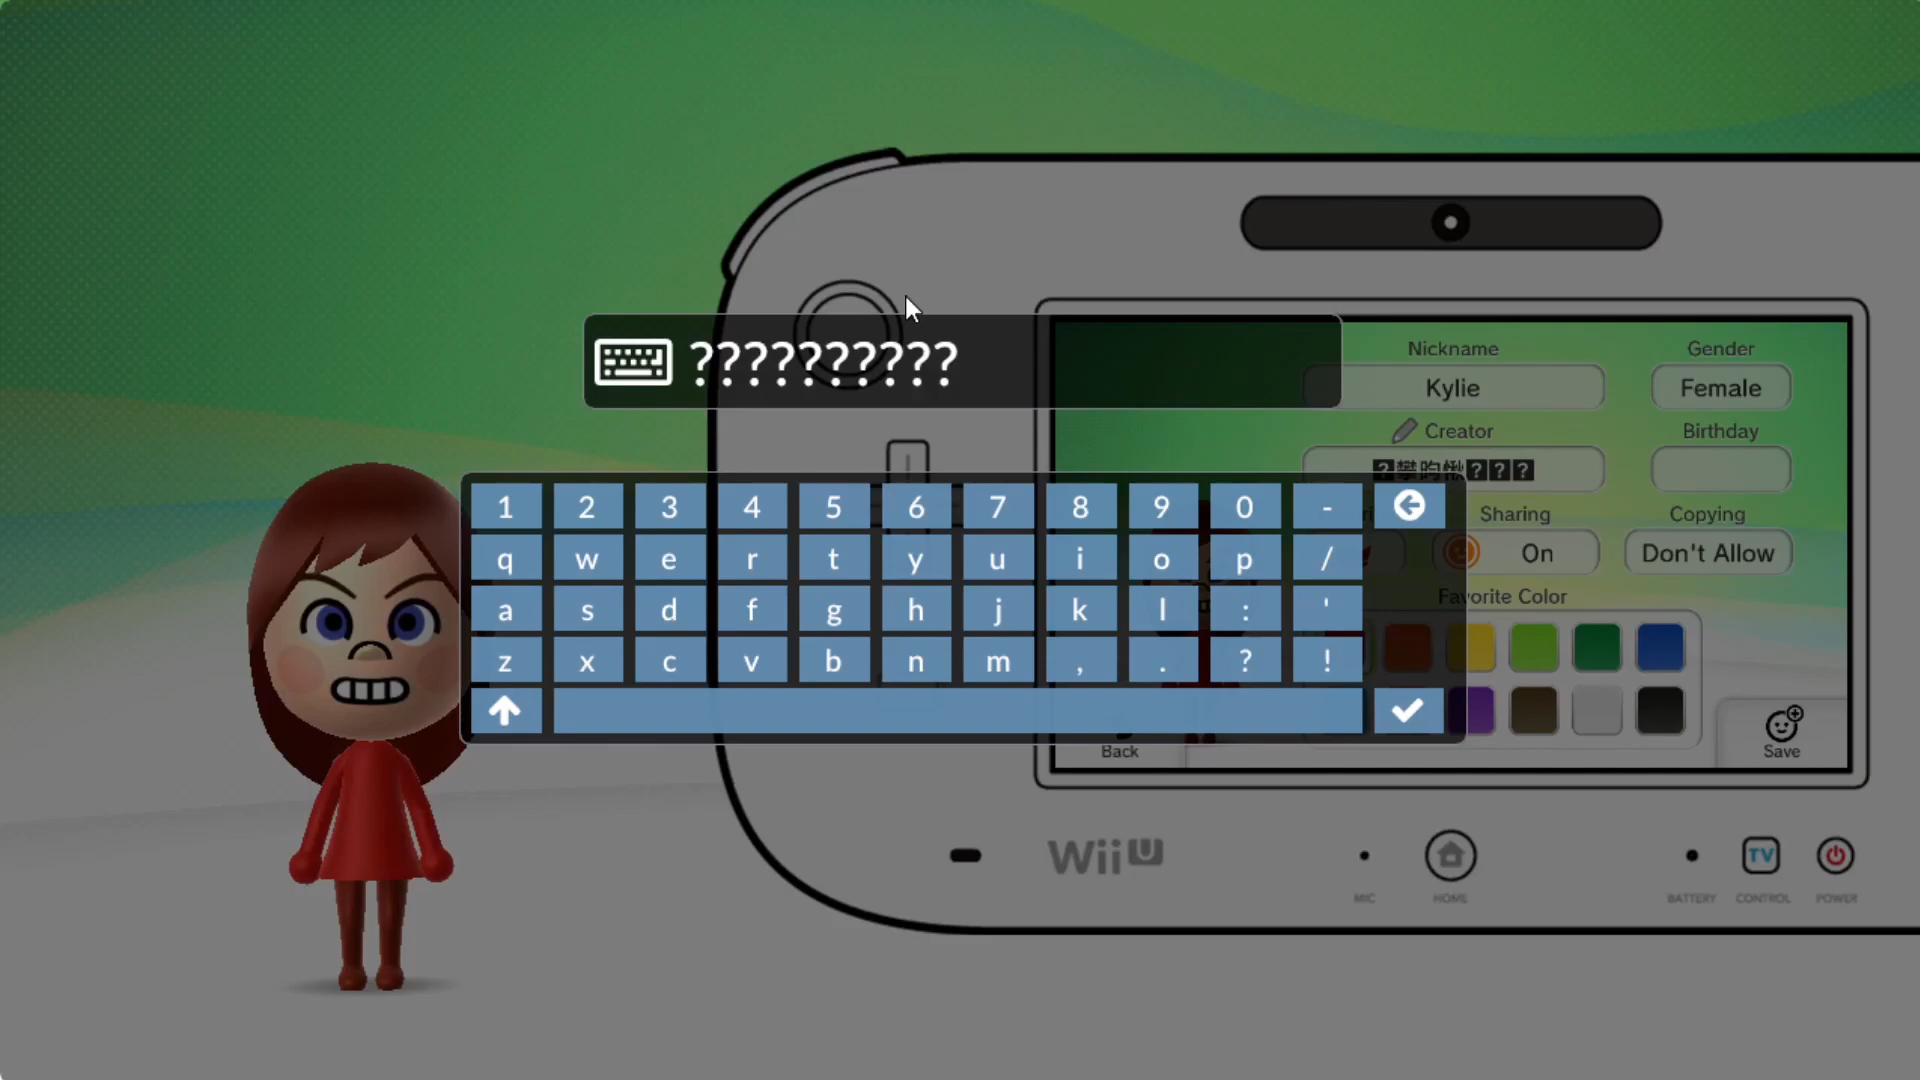 Nickname
Gender
??????????
Kylie
Female
Creator
Birthday
1 2 3 4 5 6 7 8 9 0 -
q w e r t y u i o p /
a s d f g h j k l : '
z x c v b n m , . ? !
Sharing
Copying
On
Don't Allow
Favorite Color
Back
Save
Wii U
TV
MIC
HOME
BATTERY
CONTROL
POWER